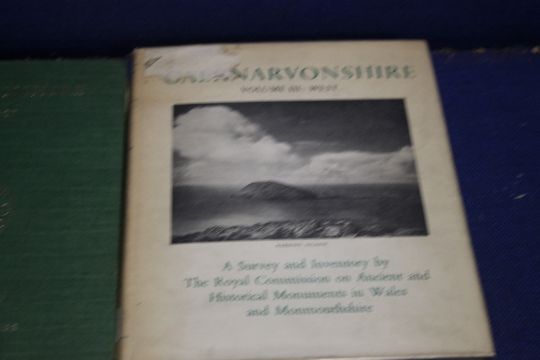 CAERNARVONSHIRE
VOLUME III: WEST
A Survey and Inventory by
The Royal Commission on Ancient and
Historical Monuments in Wales
and Monmouthshire